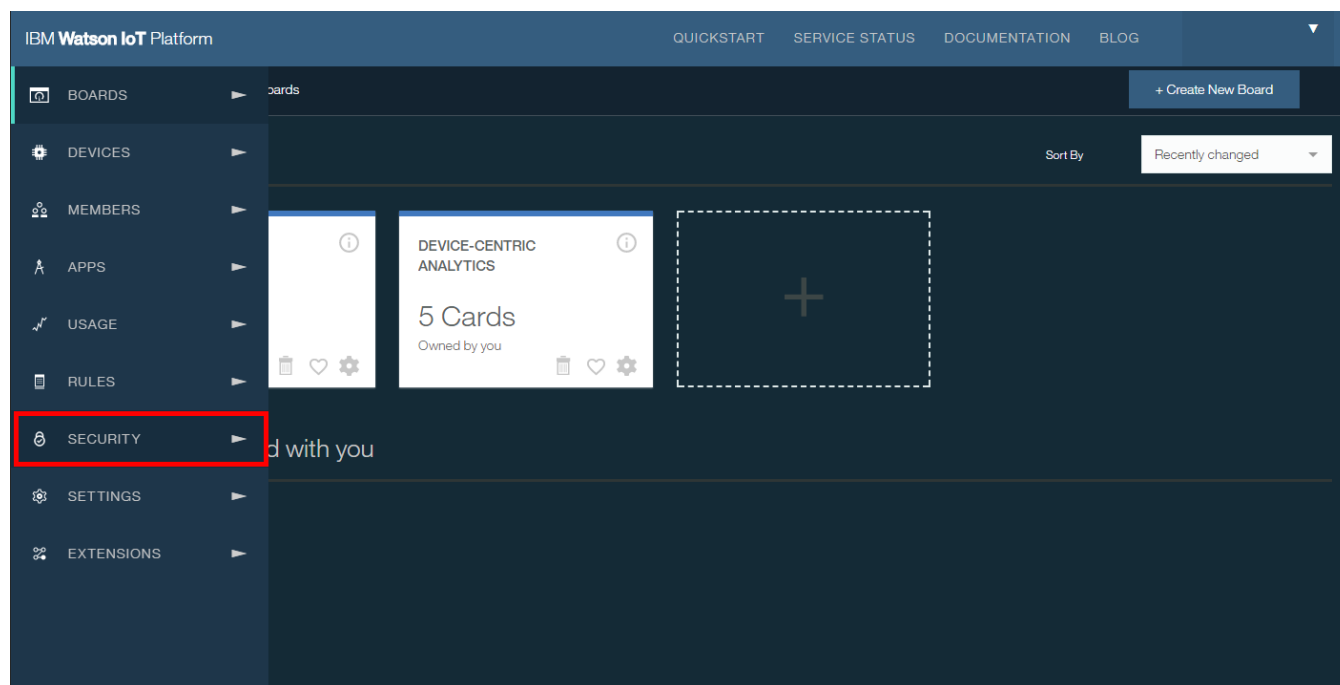 IBM Watson IoT Platform
QUICKSTART
SERVICE STATUS
DOCUMENTATION
BLOG
BOARDS
DEVICES
MEMBERS
APPS
USAGE
RULES
SECURITY
SETTINGS
EXTENSIONS
+ Create New Board
Sort By
Recently changed
DEVICE-CENTRIC
ANALYTICS
5 Cards
Owned by you
with you